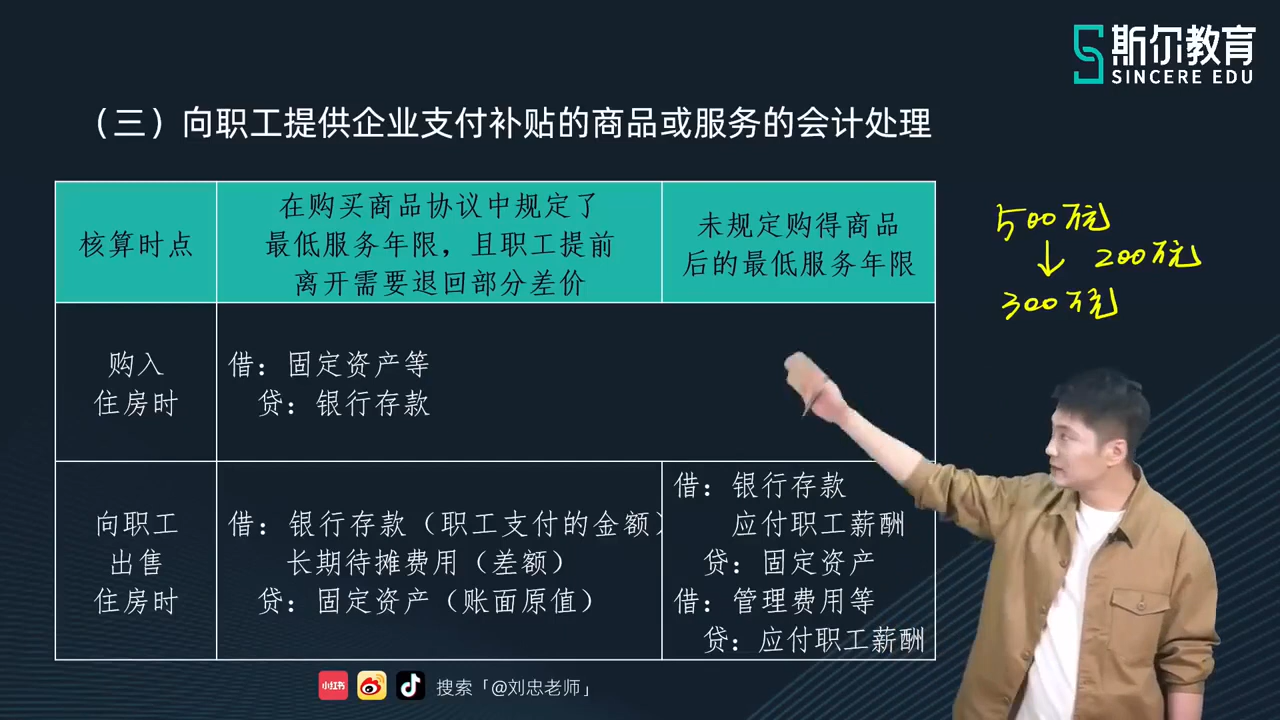 斯尔教育
SINCERE EDU
（三）向职工提供企业支付补贴的商品或服务的会计处理
核算时点
在购买商品协议中规定了
最低服务年限，且职工提前
离开需要退回部分差价
未规定购得商品
后的最低服务年限
500万元
200万元
300万元
购入
住房时
借：固定资产等
贷：银行存款
向职工
出售
住房时
借：银行存款（职工支付的金额）
长期待摊费用（差额）
贷：固定资产（账面原值）
借：银行存款
应付职工薪酬
贷：固定资产
借：管理费用等
贷：应付职工薪酬
小红书
搜索「@刘忠老师」